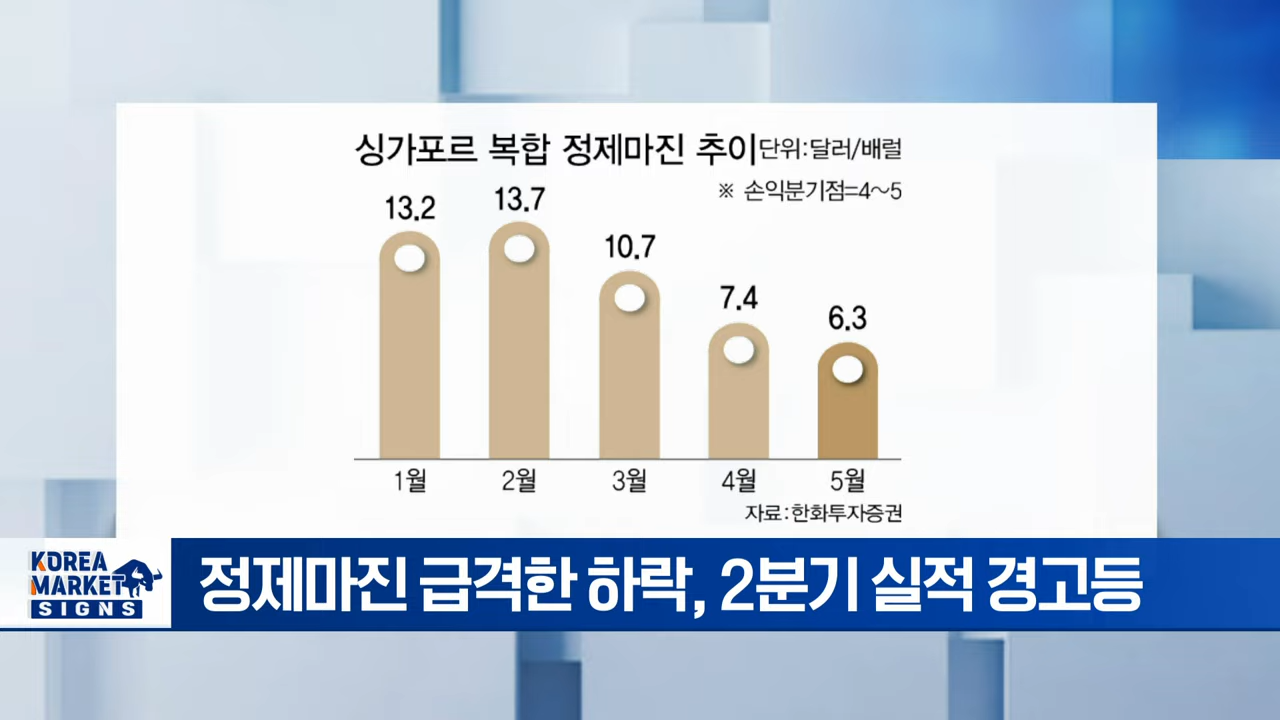 싱가포르 복합 정제마진 추이 단위:달러/배럴
※ 손익분기점=4~5
13.2
13.7
10.7
7.4
6.3
1월 2월 3월 4월 5월
자료:한화투자증권
KOREA
MARKET
SIGNS
정제마진 급격한 하락, 2분기 실적 경고등